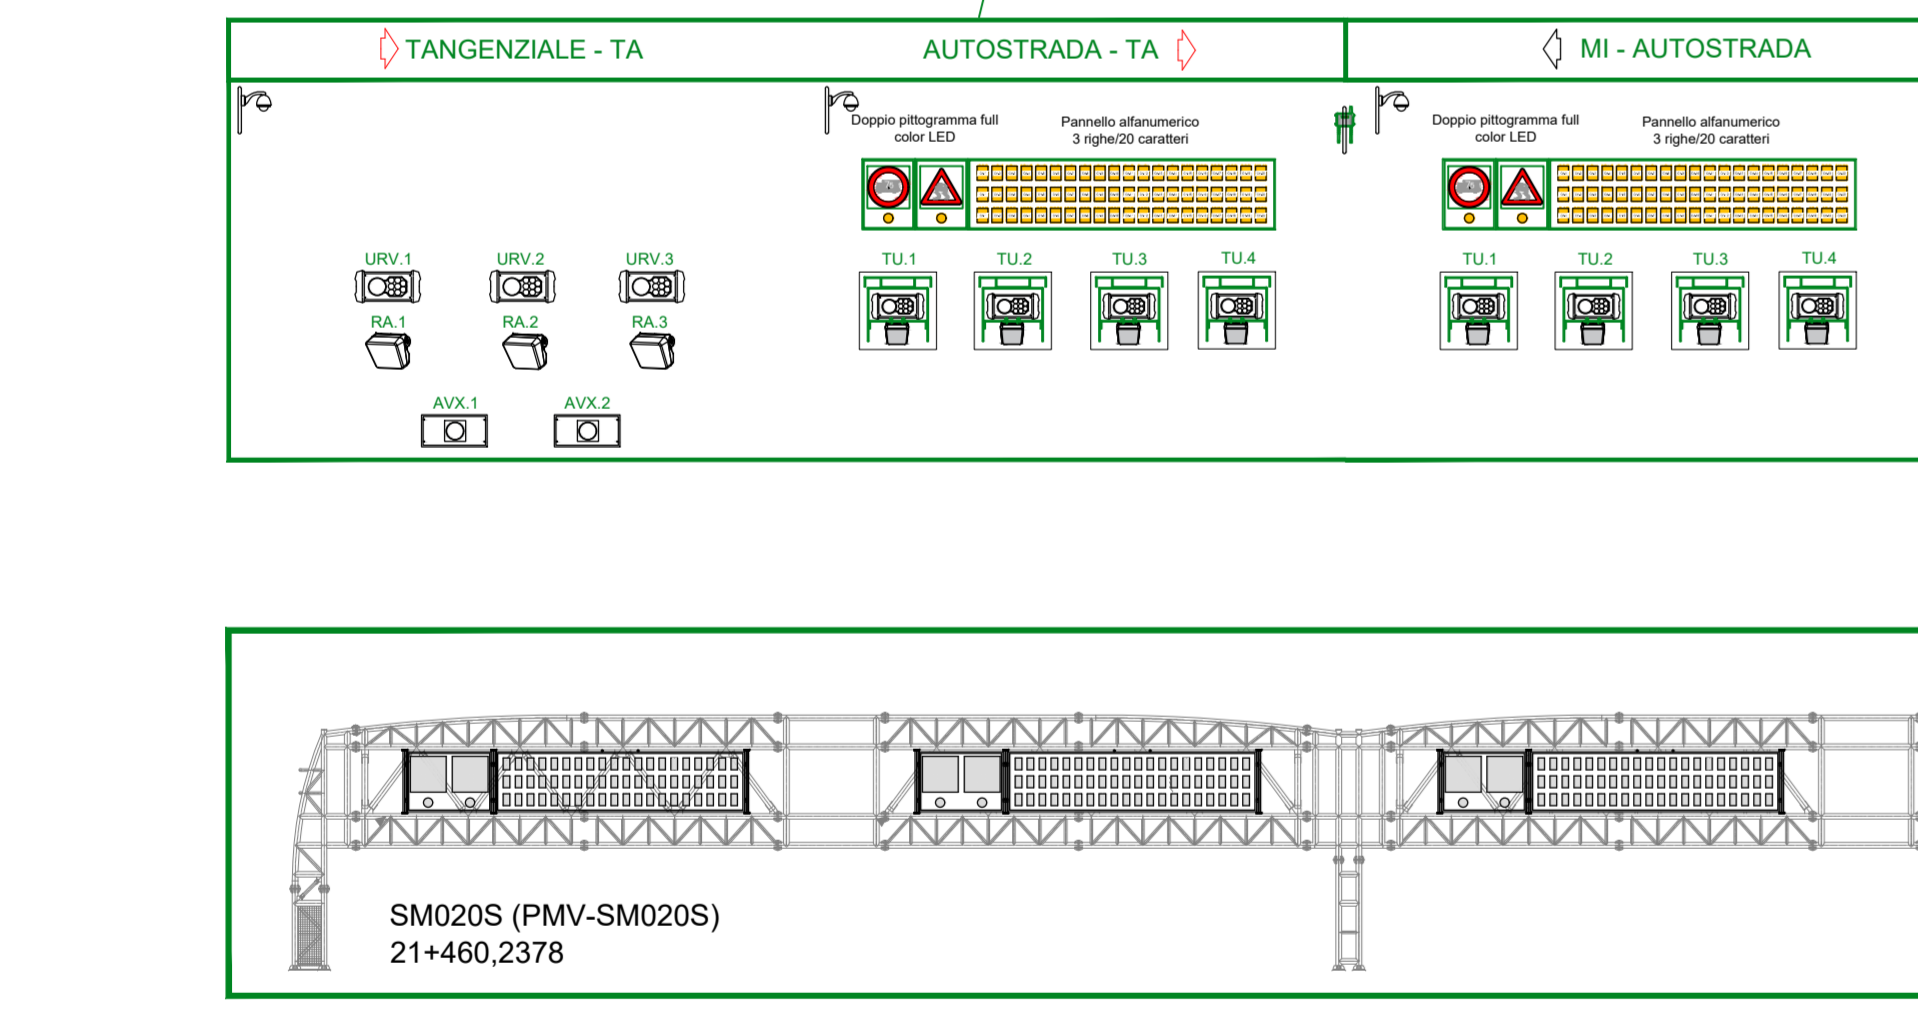 TANGENZIALE - TA
AUTOSTRADA - TA
MI - AUTOSTRADA
Doppio pittogramma full
color LED
Pannello alfanumerico
3 righe/20 caratteri
Doppio pittogramma full
color LED
Pannello alfanumerico
3 righe/20 caratteri
URV.1
URV.2
URV.3
TU.1
TU.2
TU.3
TU.4
TU.1
TU.2
TU.3
TU.4
RA.1
RA.2
RA.3
AVX.1
AVX.2
SM020S (PMV-SM020S)
21+460,2378